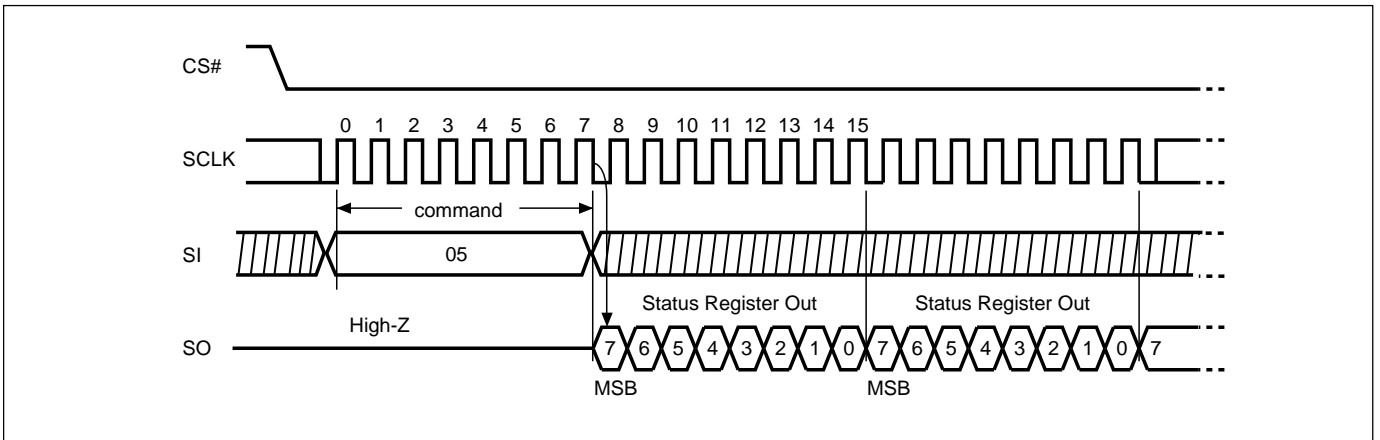 CS#
0 1 2 3 4 5 6 7 8 9 10 11 12 13 14 15
SCLK
command
SI 05
Status Register Out Status Register Out
High-Z
SO 7 6 5 4 3 2 1 0 7 6 5 4 3 2 1 0 7
MSB MSB